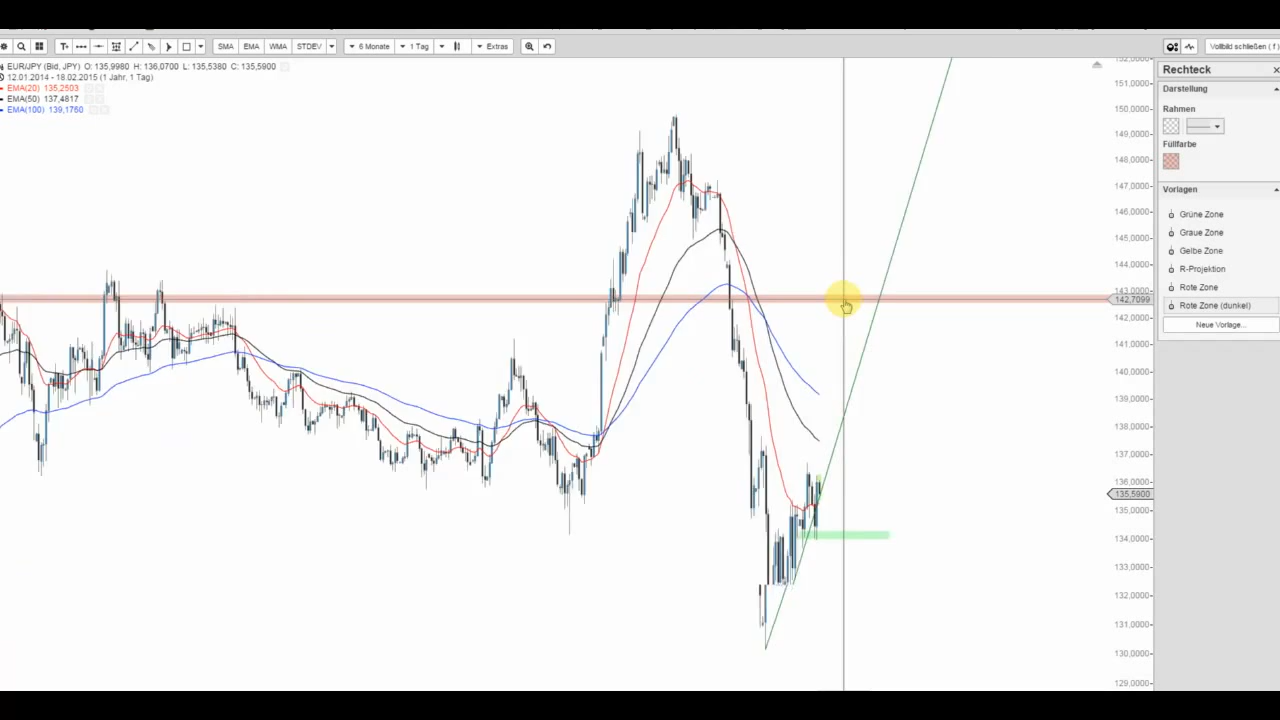 SMA EMA WMA STDEV 6 Monate 1 Tag Extras Vollbild schließen ( f )
EUR/JPY (Bid, JPY) O: 135,9980 H: 136,0700 L: 135,5380 C: 135,5900
12.01.2014 - 18.02.2015 (1 Jahr, 1 Tag)
EMA(20) 135,2503
EMA(50) 137,4817
EMA(100) 139,1760
152,0000
151,0000
150,0000
149,0000
148,0000
147,0000
146,0000
145,0000
144,0000
143,0000
142,7099
142,0000
141,0000
140,0000
139,0000
138,0000
137,0000
136,0000
135,5900
135,0000
134,0000
133,0000
132,0000
131,0000
130,0000
129,0000
Rechteck
Darstellung
Rahmen
Füllfarbe
Vorlagen
Grüne Zone
Graue Zone
Gelbe Zone
R-Projektion
Rote Zone
Rote Zone (dunkel)
Neue Vorlage...